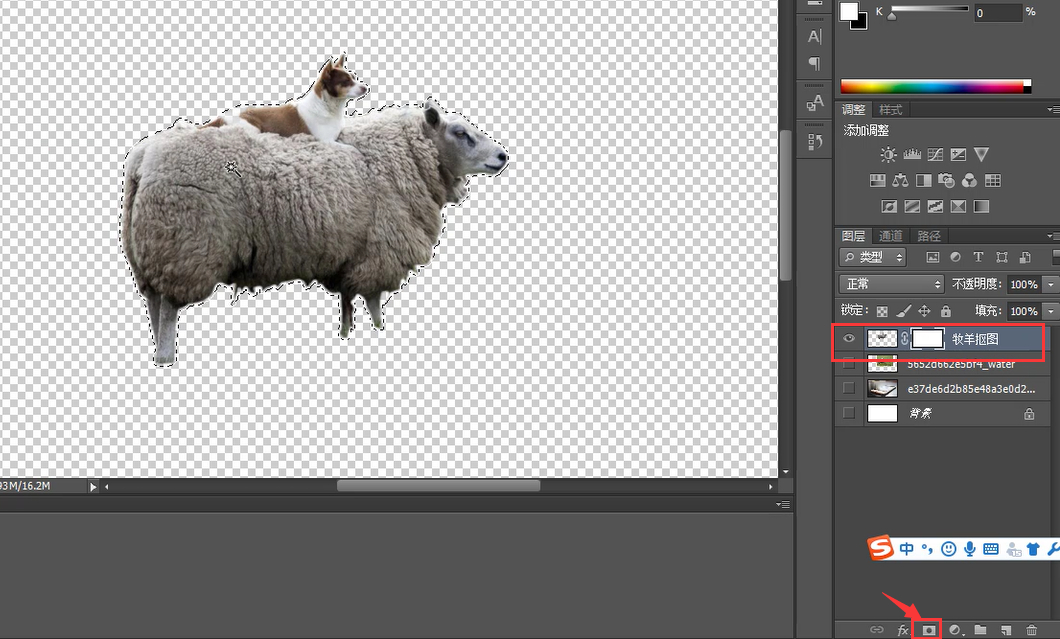 K 0 %
调整 样式
添加调整
图层 通道 路径
类型
正常 不透明度: 100%
锁定: 填充: 100%
牧羊抠图
5652d662e5bf4_water
e37de6d2b85e48a3e0d2...
背景
93M/16.2M
S 中
fx